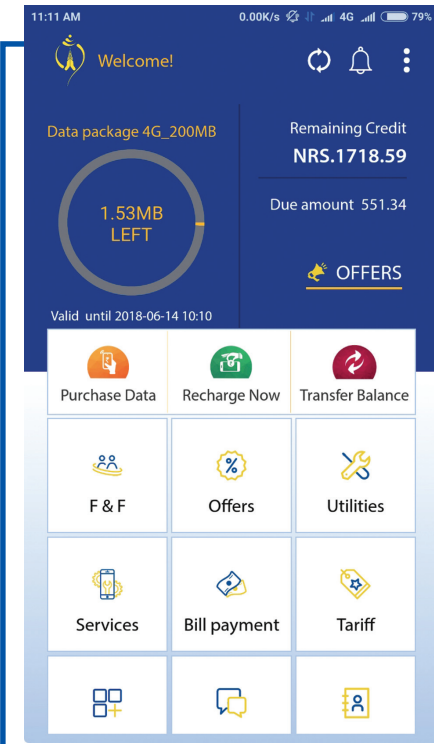 11:11 AM 0.00K/s 4G 79%
Welcome!
Data package 4G_200MB
Remaining Credit
NRS.1718.59
1.53MB
LEFT
Due amount 551.34
OFFERS
Valid until 2018-06-14 10:10
Purchase Data Recharge Now Transfer Balance
F & F Offers Utilities
Services Bill payment Tariff